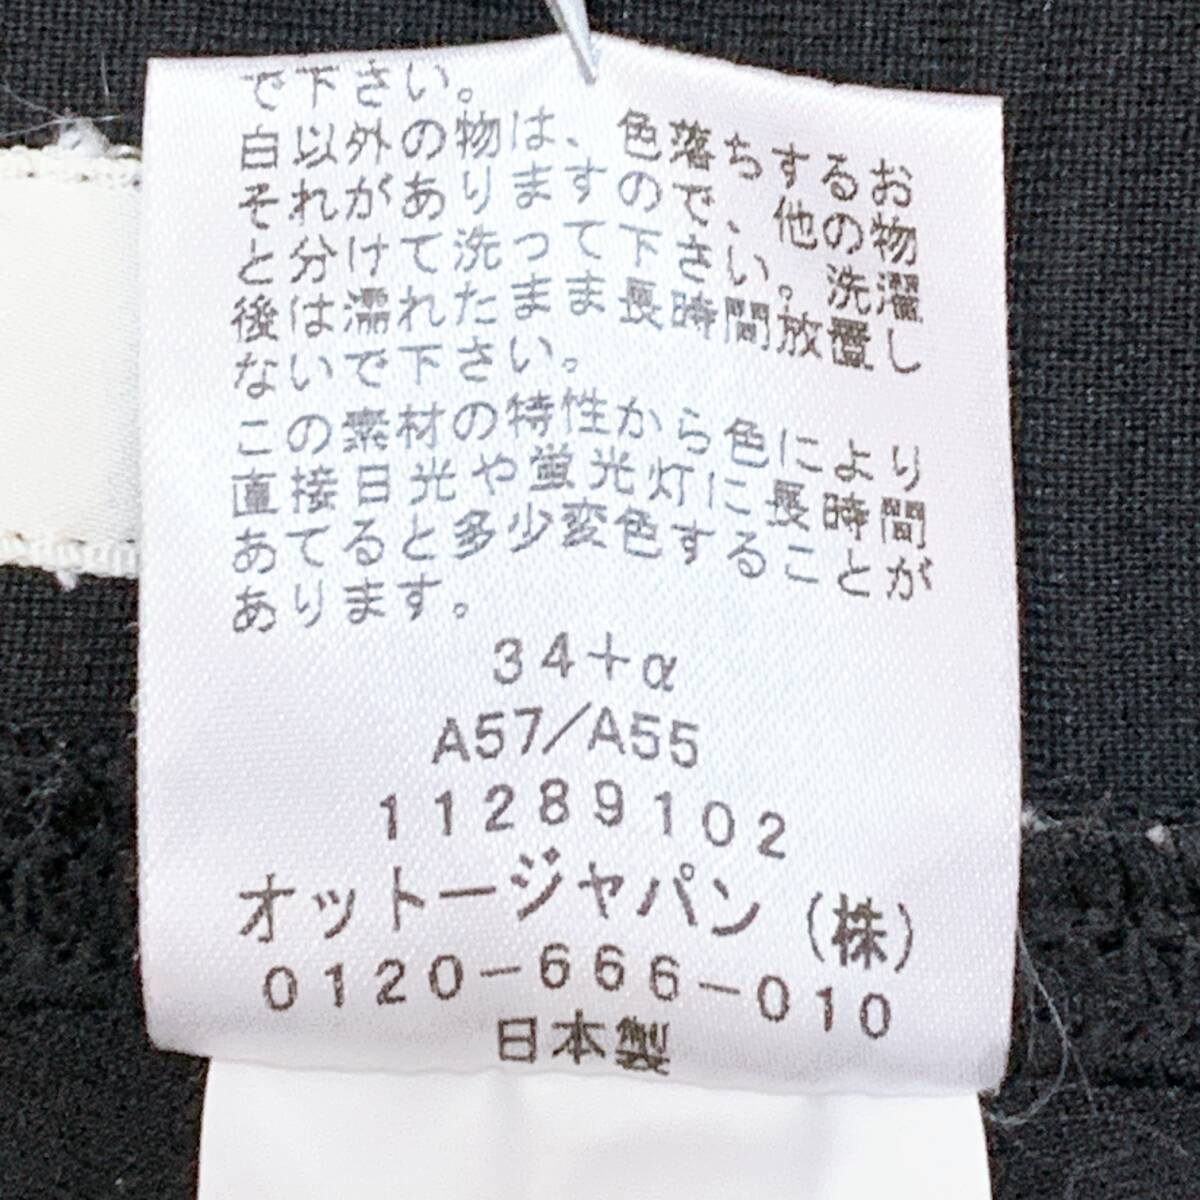 で下さい。
白以外の物は、色落ちするお
それがありますので、他の物
と分けて洗って下さい。洗濯
後は濡れたまま長時間放置し
ないで下さい。
この素材の特性から色により
直接日光や蛍光灯に長時間
あてると多少変色することが
あります。
34+α
A57/A55
11289102
オットージャパン(株)
0120-666-010
日本製